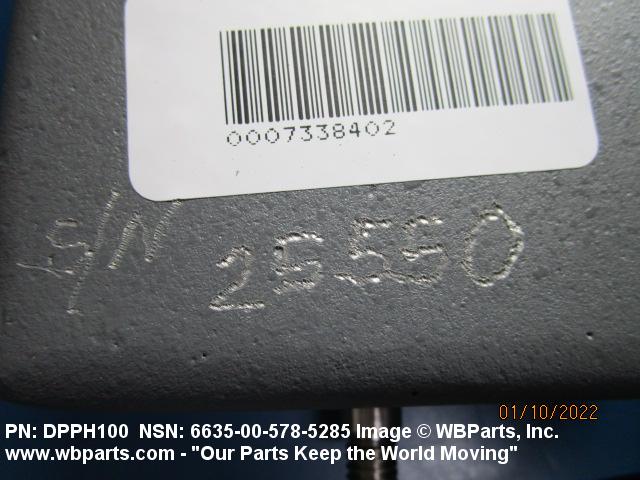 0007338402
S/N 25550
01/10/2022
PN: DPPH100 NSN: 6635-00-578-5285 Image © WBParts, Inc.
www.wbparts.com - "Our Parts Keep the World Moving"